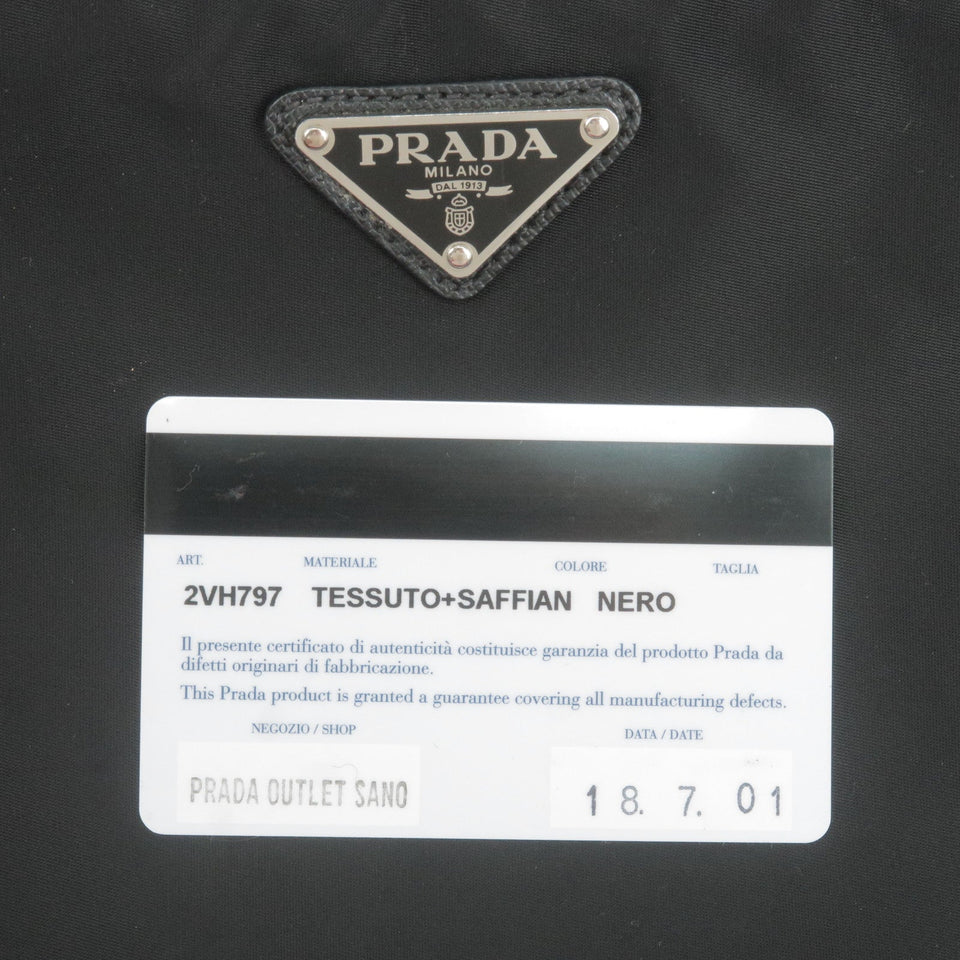 PRADA
MILANO
DAL 1913
ART. MATERIALE COLORE TAGLIA
2VH797 TESSUTO+SAFFIAN NERO
Il presente certificato di autenticità costituisce garanzia del prodotto Prada da
difetti originari di fabbricazione.
This Prada product is granted a guarantee covering all manufacturing defects.
NEGOZIO / SHOP DATA / DATE
PRADA OUTLET SANO 18. 7. 01